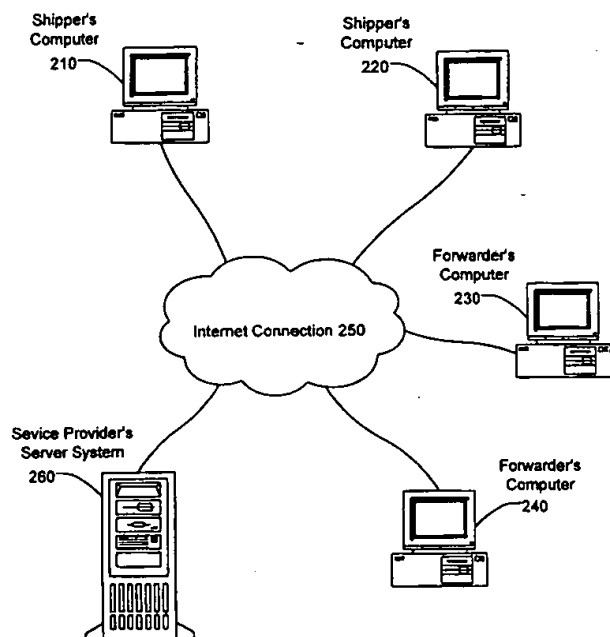 Shipper's
Computer
210
Shipper's
Computer
220
Forwarder's
Computer
230
Internet Connection 250
Sevice Provider's
Server System
260
Forwarder's
Computer
240